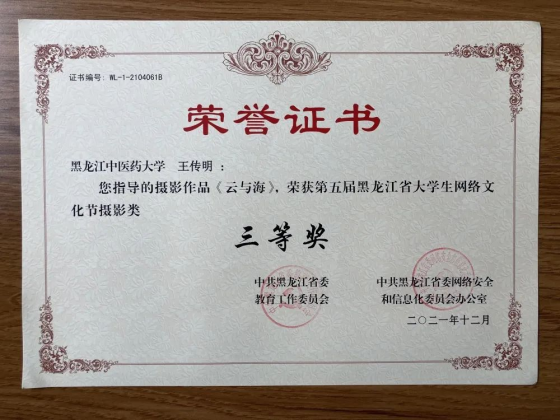 证书编号: WL-1-2104061B
荣誉证书
黑龙江中医药大学 王传明：
您指导的摄影作品《云与海》，荣获第五届黑龙江省大学生网络文
化节摄影类
三等奖
中共黑龙江省委 中共黑龙江省委网络安全
教育工作委员会 和信息化委员会办公室
二〇二一年十二月